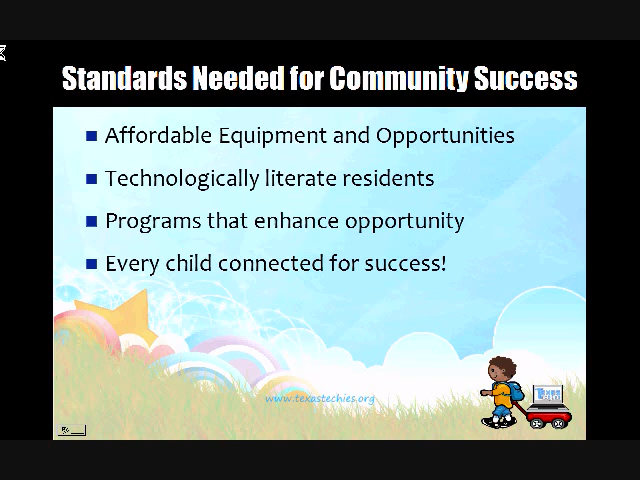 Standards Needed for Community Success
Affordable Equipment and Opportunities
Technologically literate residents
Programs that enhance opportunity
Every child connected for success!
www.texastechies.org